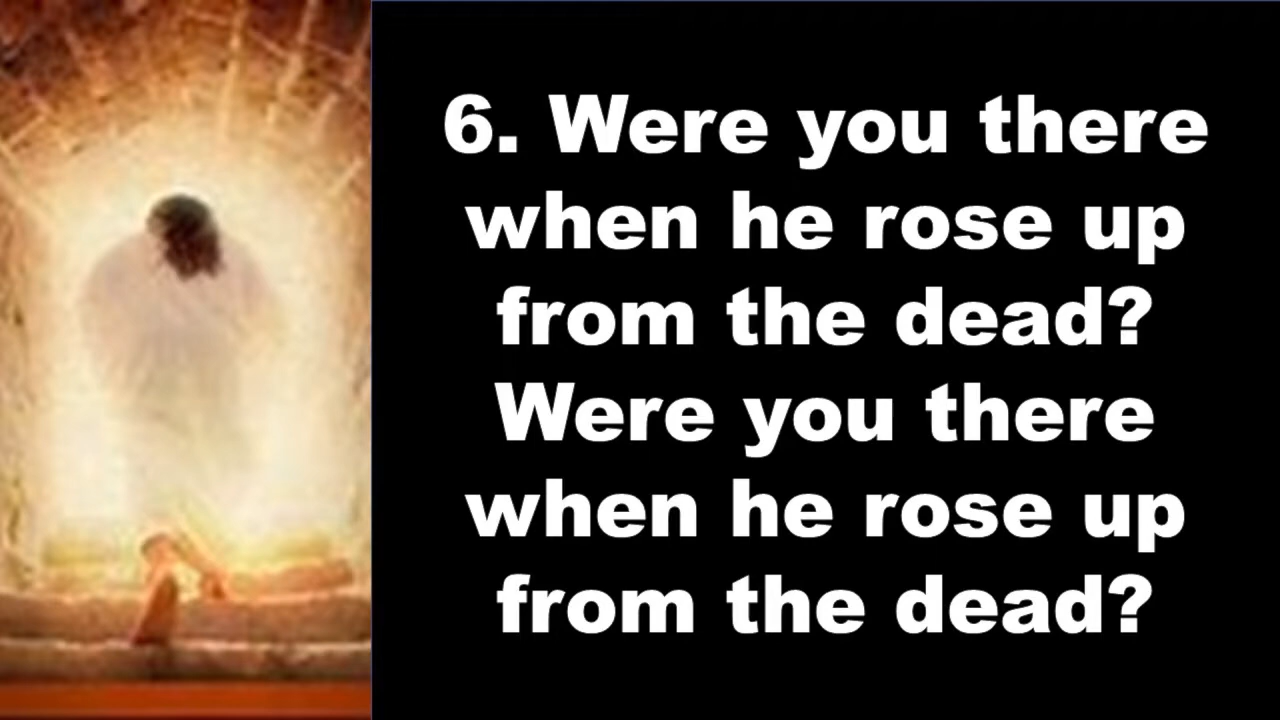 6. Were you there
when he rose up
from the dead?
Were you there
when he rose up
from the dead?